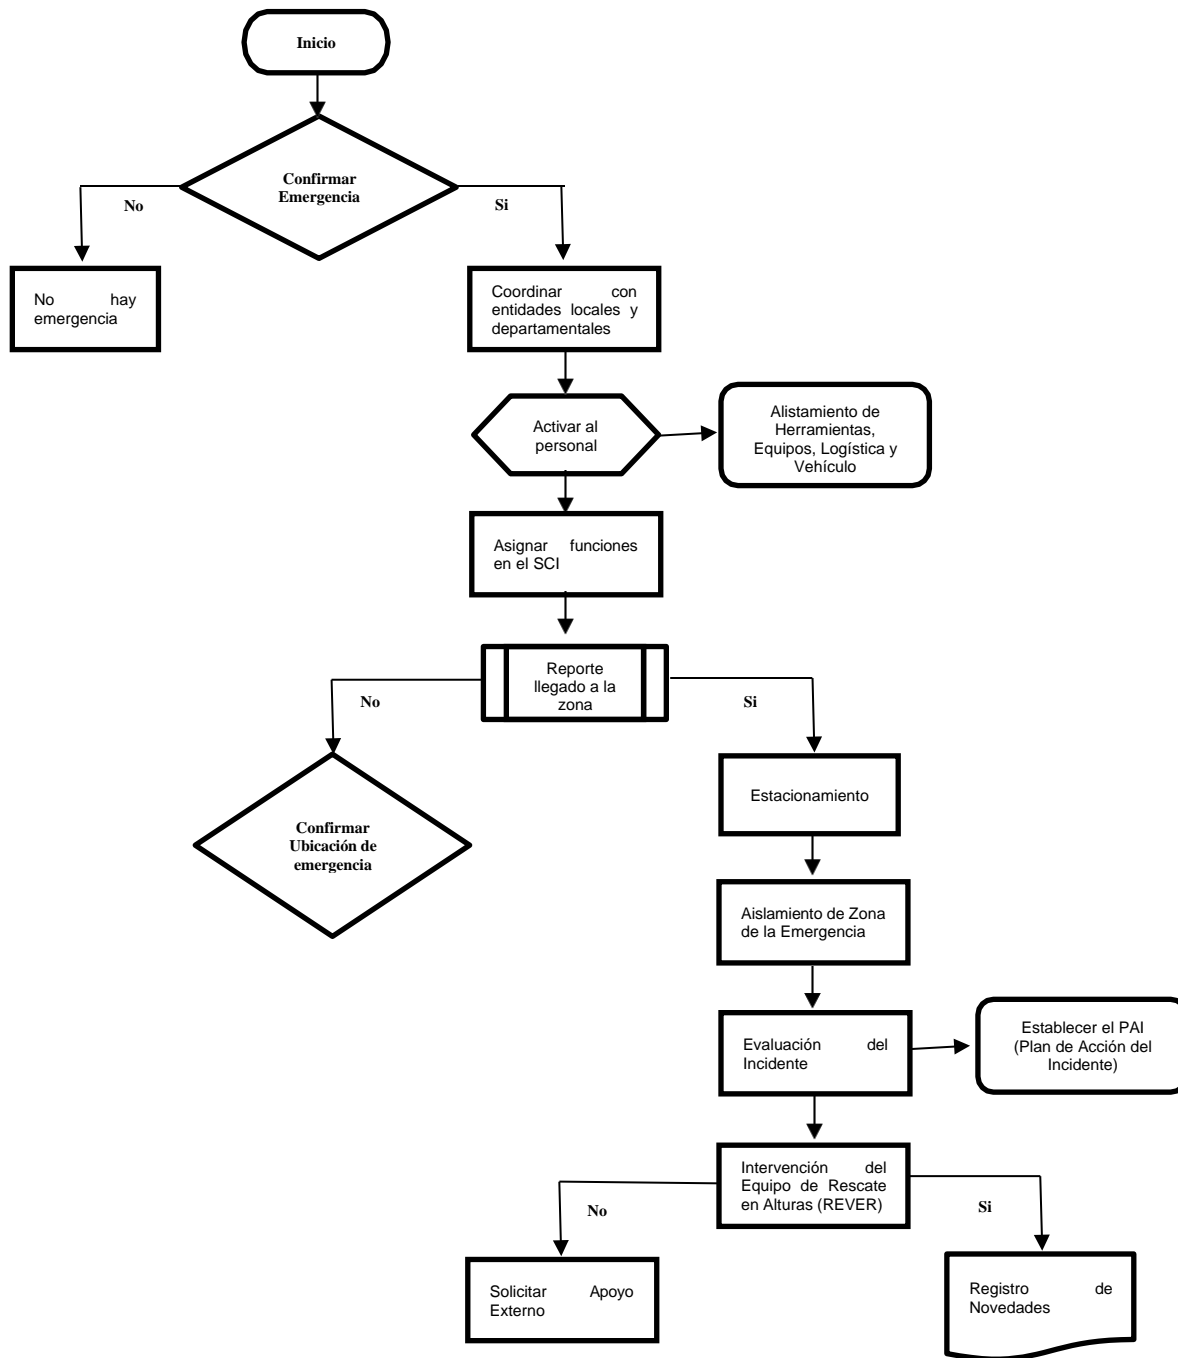 Inicio
Confirmar
Emergencia
No
Si
No hay
emergencia
Coordinar con
entidades locales y
departamentales
Activar al
personal
Alistamiento de
Herramientas,
Equipos, Logística y
Vehículo
Asignar funciones
en el SCI
Reporte
llegado a la
zona
No
Si
Confirmar
Ubicación de
emergencia
Estacionamiento
Aislamiento de Zona
de la Emergencia
Evaluación del
Incidente
Establecer el PAI
(Plan de Acción del
Incidente)
Intervención del
Equipo de Rescate
en Alturas (REVER)
No
Si
Solicitar Apoyo
Externo
Registro de
Novedades